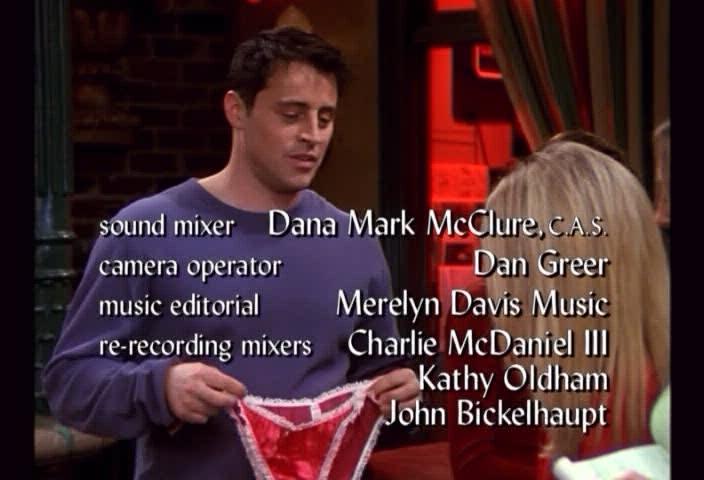 sound mixer Dana Mark McClure, C.A.S.
camera operator Dan Greer
music editorial Merelyn Davis Music
re-recording mixers Charlie McDaniel III
Kathy Oldham
John Bickelhaupt